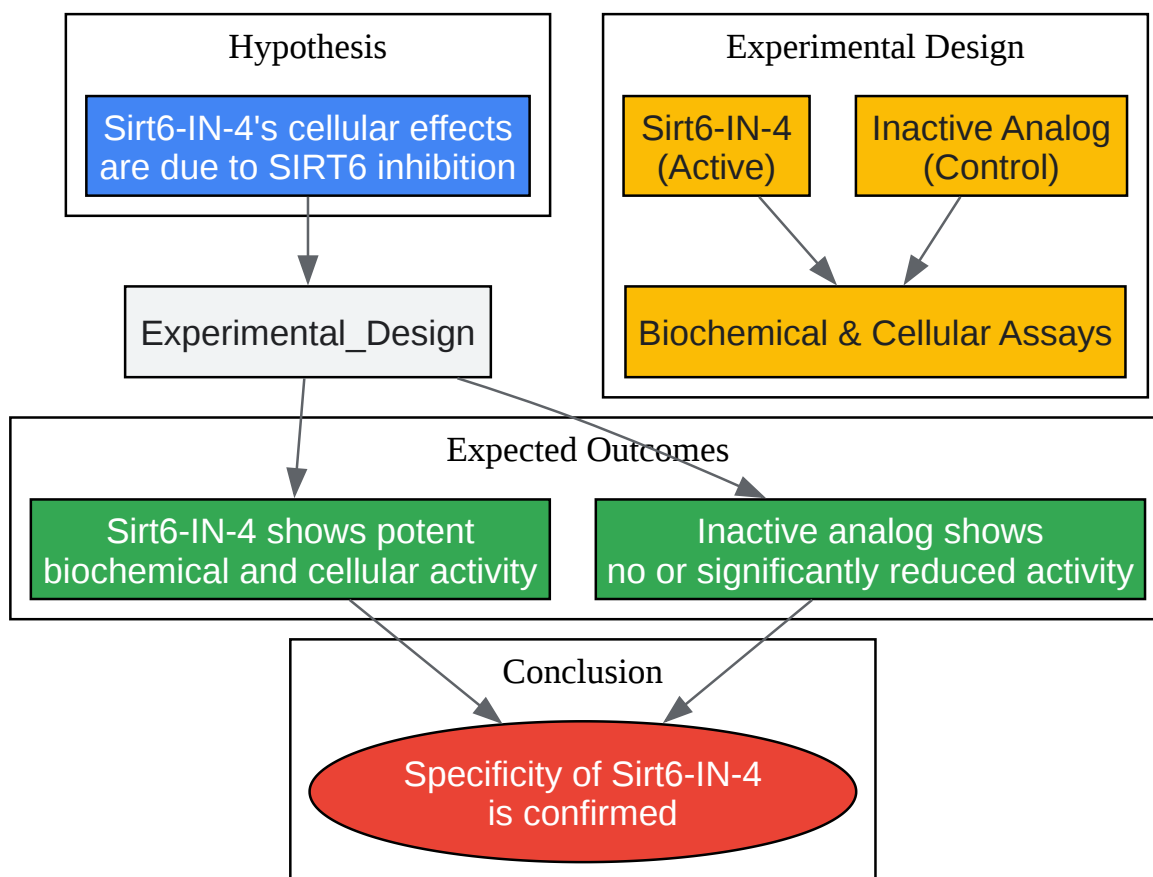 Hypothesis
Sirt6-IN-4's cellular effects
are due to SIRT6 inhibition
Experimental Design
Sirt6-IN-4
(Active)
Inactive Analog
(Control)
Biochemical & Cellular Assays
Experimental_Design
Expected Outcomes
Sirt6-IN-4 shows potent
biochemical and cellular activity
Inactive analog shows
no or significantly reduced activity
Conclusion
Specificity of Sirt6-IN-4
is confirmed